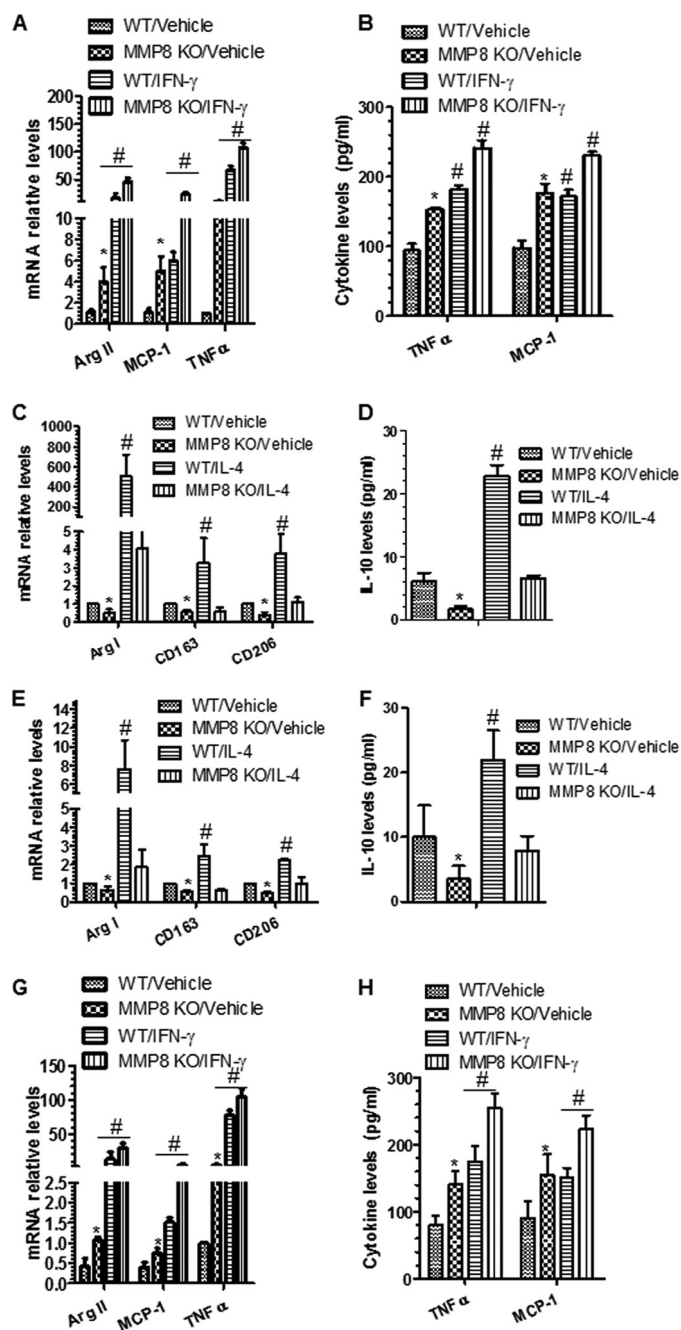 A
WT/Vehicle
MMP8 KO/Vehicle
WT/IFN-γ
MMP8 KO/IFN-γ
mRNA relative levels
200
150
100
50
10
8
6
4
2
0
#
#
#
*
*
Arg II
MCP-1
TNFα
B
WT/Vehicle
MMP8 KO/Vehicle
WT/IFN-γ
MMP8 KO/IFN-γ
Cytokine levels (pg/ml)
300
200
100
0
*
#
#
*
#
#
TNFα
MCP-1
C
WT/Vehicle
MMP8 KO/Vehicle
WT/IL-4
MMP8 KO/IL-4
mRNA relative levels
1000
800
600
400
200
5
4
3
2
1
0
#
#
#
*
*
*
Arg I
CD163
CD206
D
WT/Vehicle
MMP8 KO/Vehicle
WT/IL-4
MMP8 KO/IL-4
IL-10 levels (pg/ml)
30
20
10
0
*
#
E
WT/Vehicle
MMP8 KO/Vehicle
WT/IL-4
MMP8 KO/IL-4
mRNA relative levels
14
12
10
8
6
4
4
3
2
1
0
#
#
#
*
*
*
Arg I
CD163
CD206
F
WT/Vehicle
MMP8 KO/Vehicle
WT/IL-4
MMP8 KO/IL-4
IL-10 levels (pg/ml)
30
20
10
0
*
#
G
WT/Vehicle
MMP8 KO/Vehicle
WT/IFN-γ
MMP8 KO/IFN-γ
mRNA relative levels
150
100
50
2.5
2.0
1.5
1.0
0.5
0.0
#
#
#
*
*
*
Arg II
MCP-1
TNFα
H
WT/Vehicle
MMP8 KO/Vehicle
WT/IFN-γ
MMP8 KO/IFN-γ
Cytokine levels (pg/ml)
300
200
100
0
*
#
*
#
TNFα
MCP-1